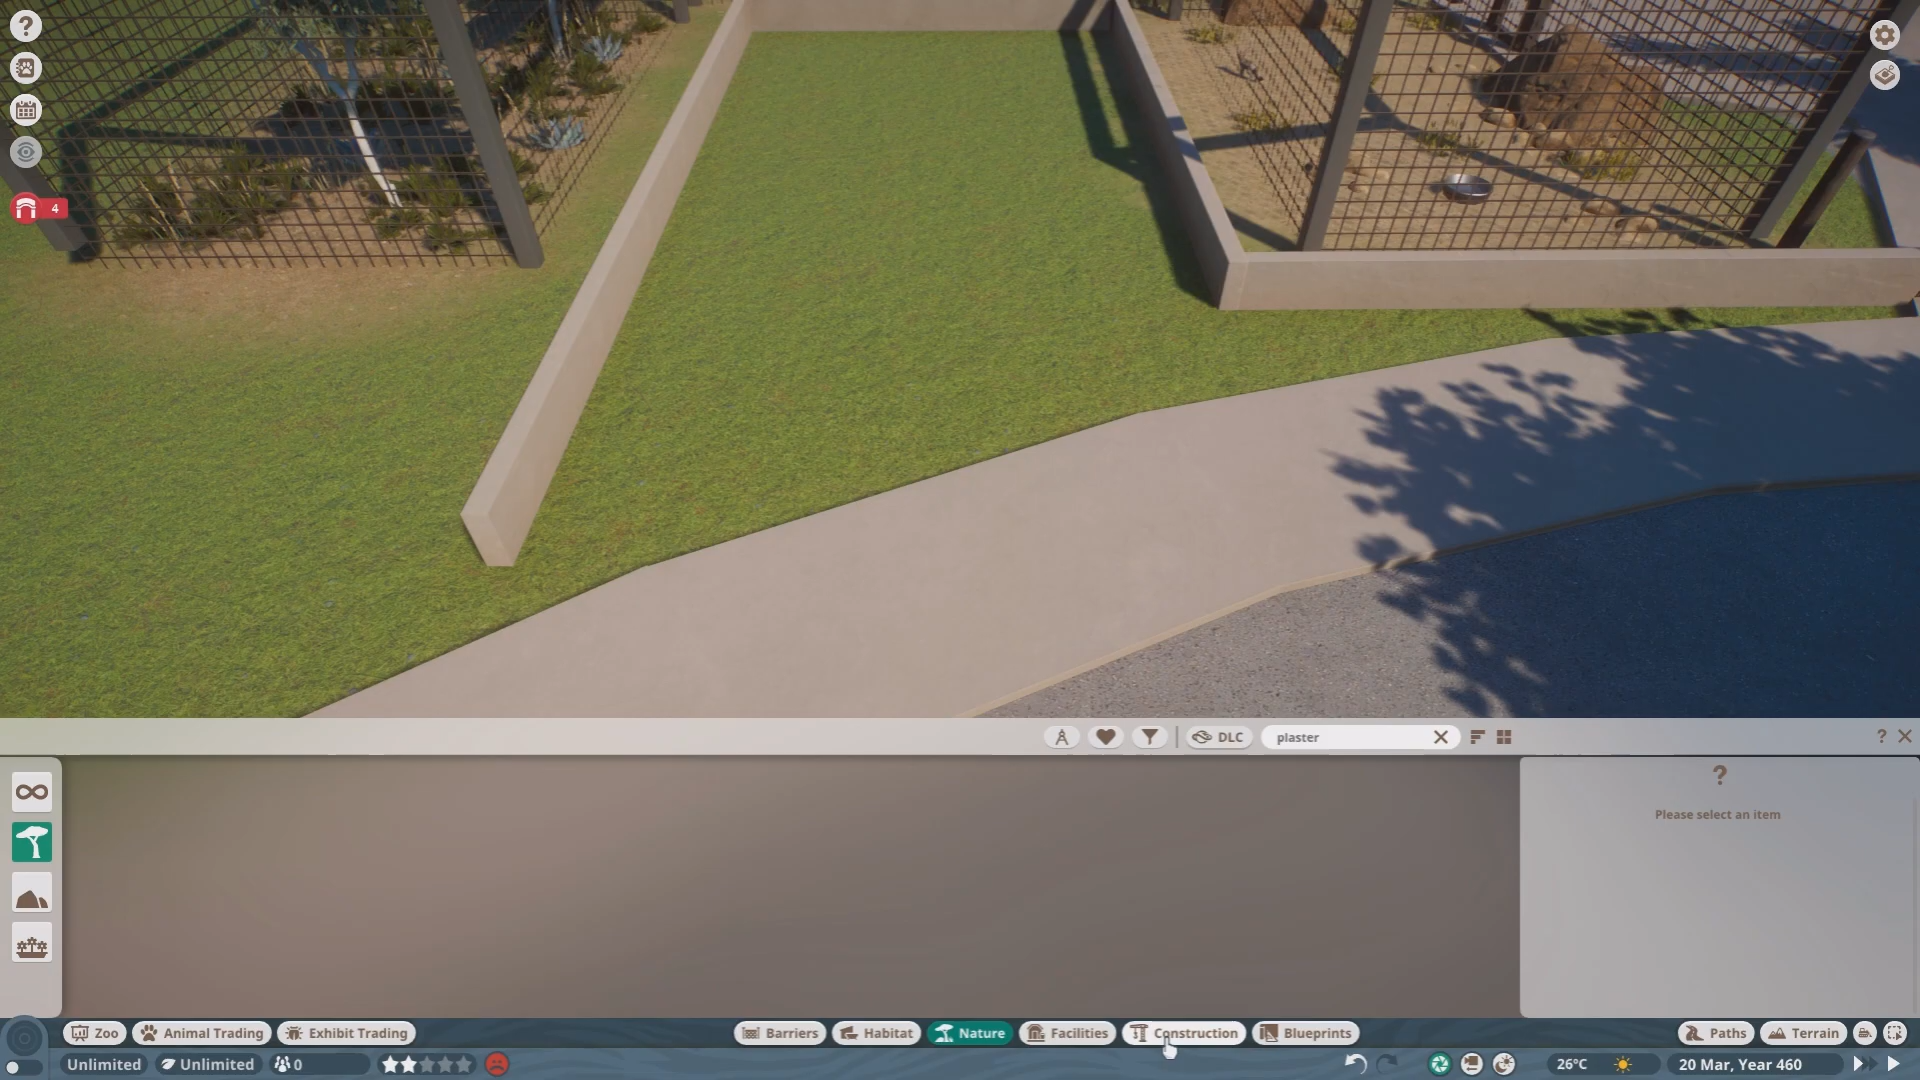 4
DLC
plaster
?
?
Please select an item
Zoo
Animal Trading
Exhibit Trading
Barriers
Habitat
Nature
Facilities
Construction
Blueprints
Paths
Terrain
Unlimited
Unlimited
0
26°C
20 Mar, Year 460